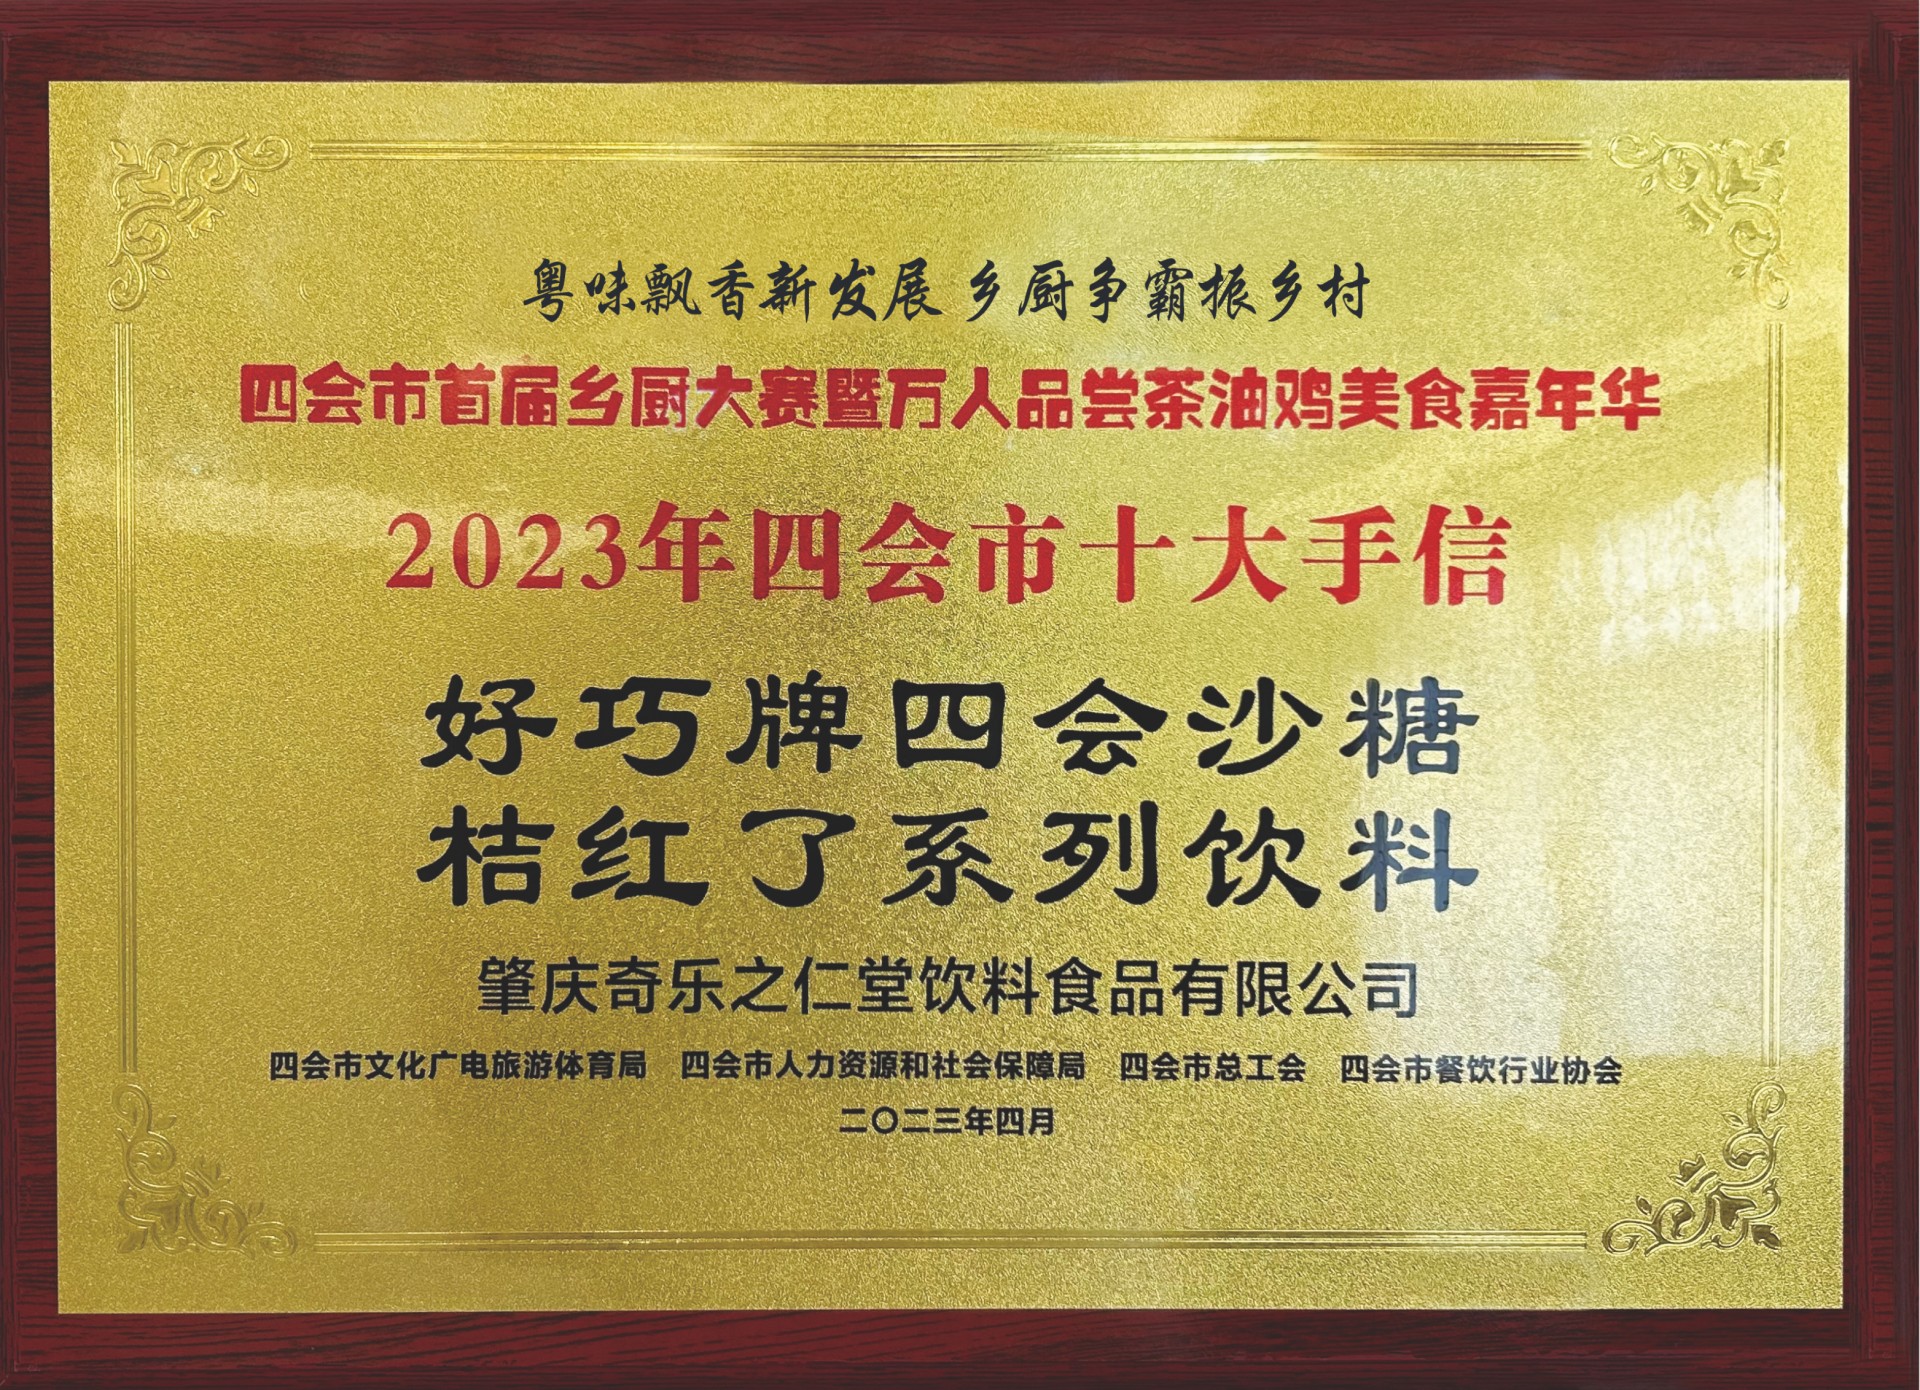 粤味飘香新发展 乡厨争霸振乡村
四会市首届乡厨大赛暨万人品尝茶油鸡美食嘉年华
2023年四会市十大手信
好巧牌四会沙糖
桔红了系列饮料
肇庆奇乐之仁堂饮料食品有限公司
四会市文化广电旅游体育局 四会市人力资源和社会保障局 四会市总工会 四会市餐饮行业协会
二〇二三年四月